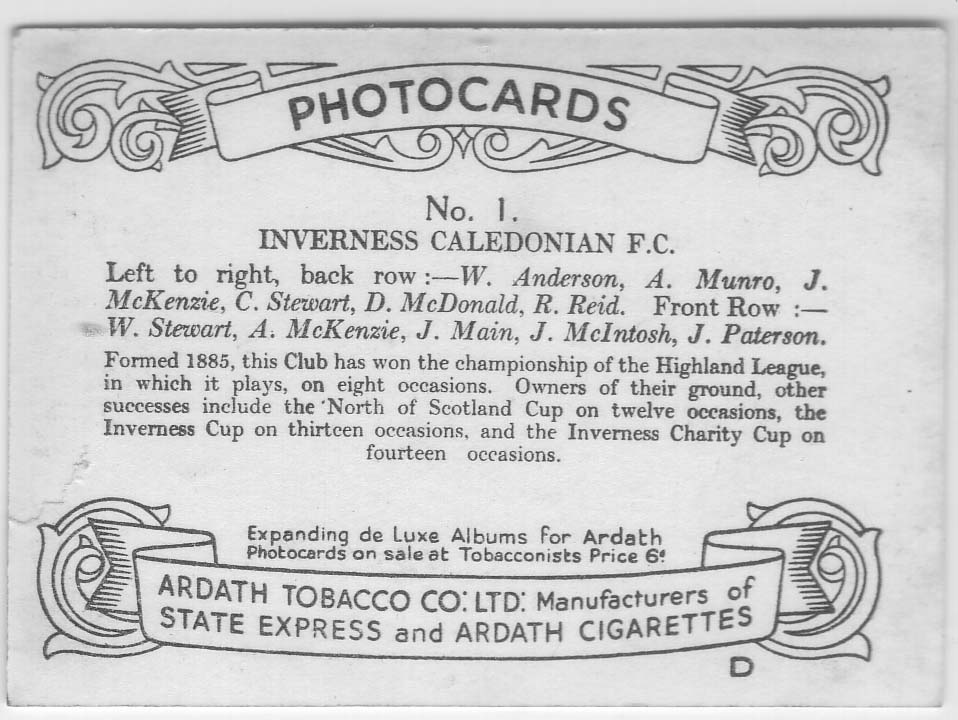 PHOTOCARDS
No. 1.
INVERNESS CALEDONIAN F.C.
Left to right, back row :—W. Anderson, A. Munro, J.
McKenzie, C. Stewart, D. McDonald, R. Reid. Front Row :—
W. Stewart, A. McKenzie, J. Main, J. McIntosh, J. Paterson.
Formed 1885, this Club has won the championship of the Highland League,
in which it plays, on eight occasions. Owners of their ground, other
successes include the North of Scotland Cup on twelve occasions, the
Inverness Cup on thirteen occasions, and the Inverness Charity Cup on
fourteen occasions.
Expanding de Luxe Albums for Ardath
Photocards on sale at Tobacconists Price 6d.
ARDATH TOBACCO CO: LTD: Manufacturers of
STATE EXPRESS and ARDATH CIGARETTES
D